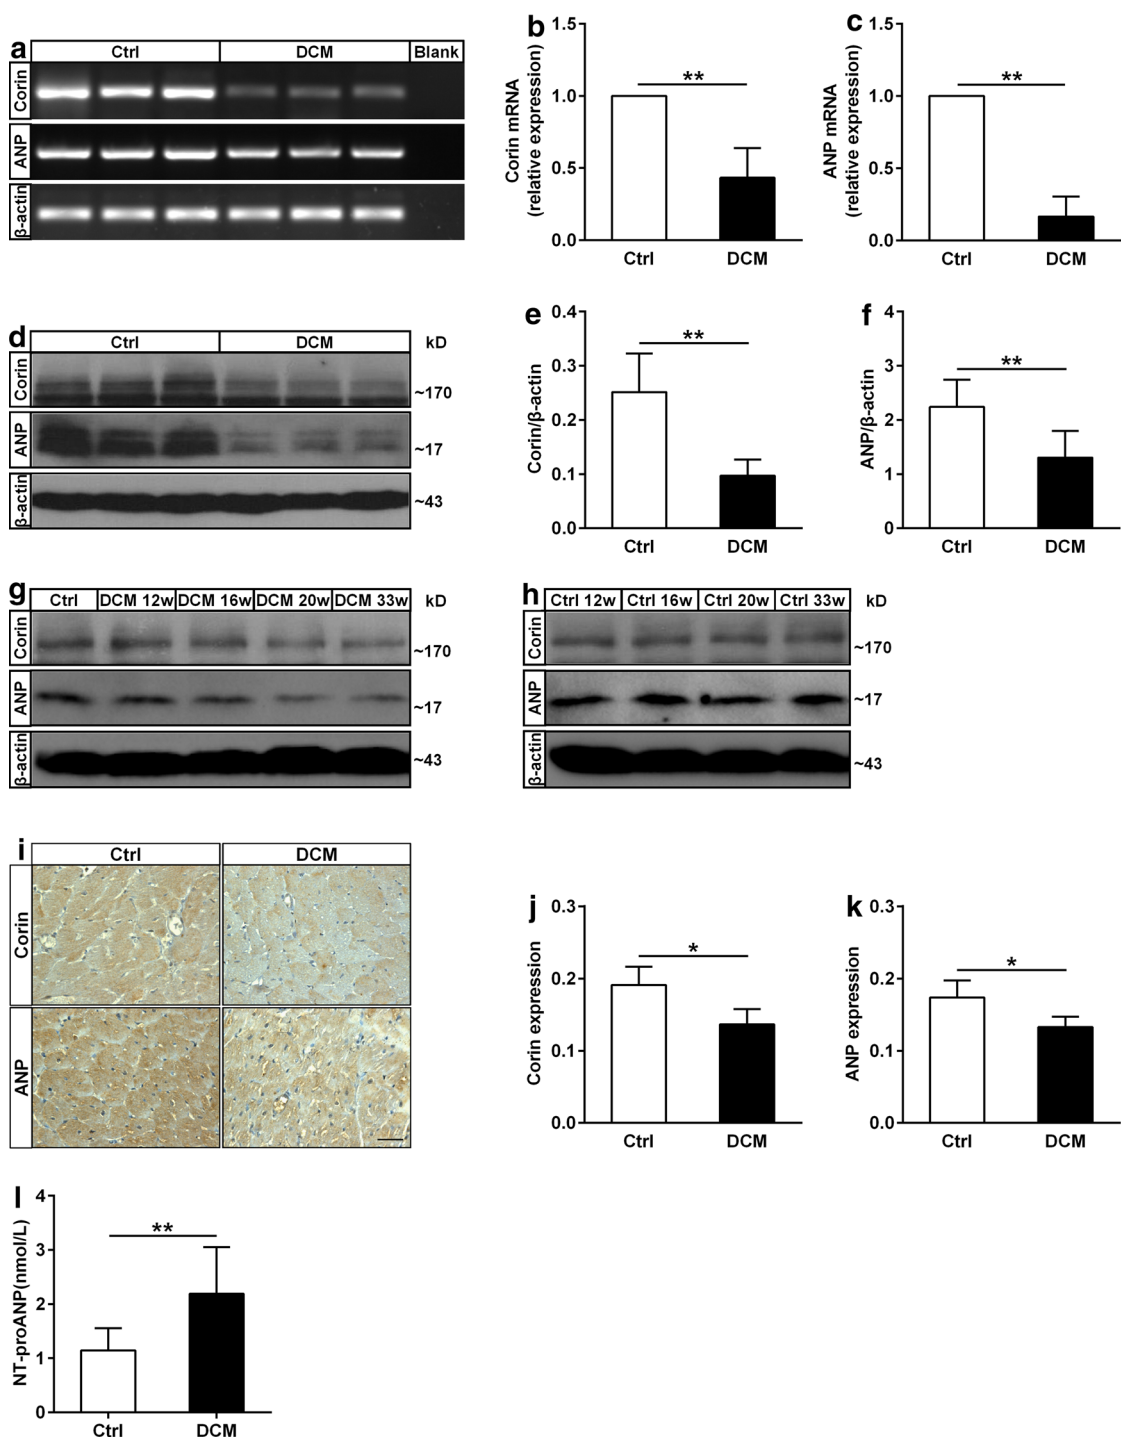 a
Ctrl DCM Blank
Corin
ANP
β-actin
b
1.5
1.0
0.5
0.0
Corin mRNA
(relative expression)
**
Ctrl DCM
c
1.5
1.0
0.5
0.0
ANP mRNA
(relative expression)
**
Ctrl DCM
d
Ctrl DCM kD
Corin ~170
ANP ~17
β-actin ~43
e
0.4
0.3
0.2
0.1
0.0
Corin/β-actin
**
Ctrl DCM
f
4
3
2
1
0
ANP/β-actin
**
Ctrl DCM
g
Ctrl DCM 12w DCM 16w DCM 20w DCM 33w kD
Corin ~170
ANP ~17
β-actin ~43
h
Ctrl 12w Ctrl 16w Ctrl 20w Ctrl 33w kD
Corin ~170
ANP ~17
β-actin ~43
i
Ctrl DCM
Corin
ANP
j
0.3
0.2
0.1
0.0
Corin expression
*
Ctrl DCM
k
0.3
0.2
0.1
0.0
ANP expression
*
Ctrl DCM
l
4
3
2
1
0
NT-proANP(nmol/L)
**
Ctrl DCM